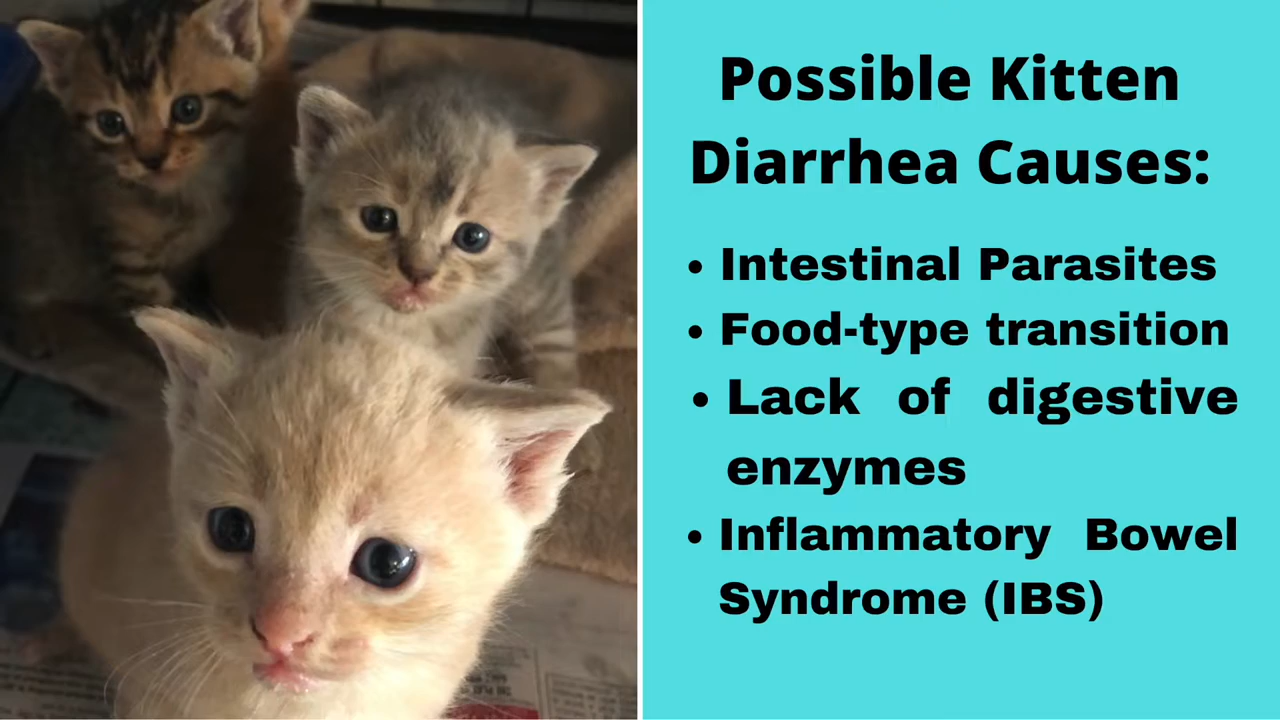 Possible Kitten
Diarrhea Causes:
• Intestinal Parasites
• Food-type transition
• Lack of digestive
enzymes
• Inflammatory Bowel
Syndrome (IBS)